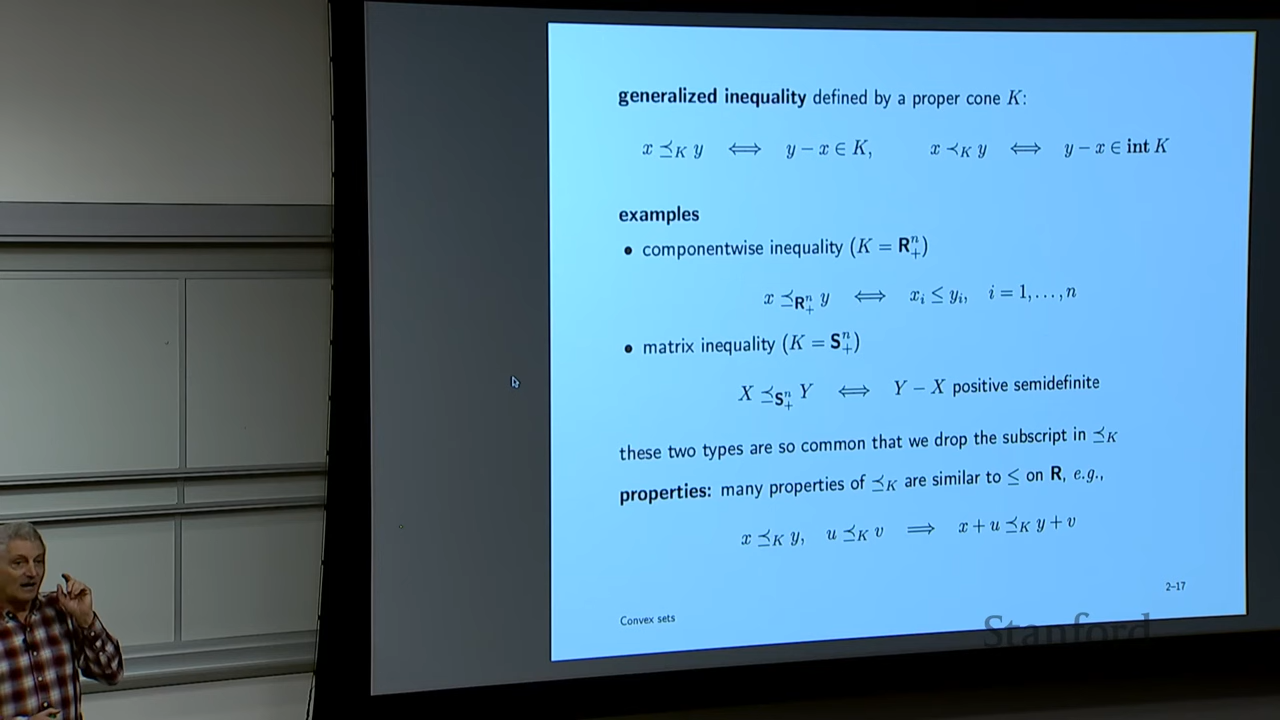 generalized inequality defined by a proper cone K:
x ⪯_K y ⟺ y − x ∈ K, x ≺_K y ⟺ y − x ∈ int K
examples
• componentwise inequality (K = R^n_+)
x ⪯_{R^n_+} y ⟺ x_i ≤ y_i, i = 1, . . . , n
• matrix inequality (K = S^n_+)
X ⪯_{S^n_+} Y ⟺ Y − X positive semidefinite
these two types are so common that we drop the subscript in ⪯_K
properties: many properties of ⪯_K are similar to ≤ on R, e.g.,
x ⪯_K y, u ⪯_K v ⟹ x + u ⪯_K y + v
2–17
Convex sets
Stanford